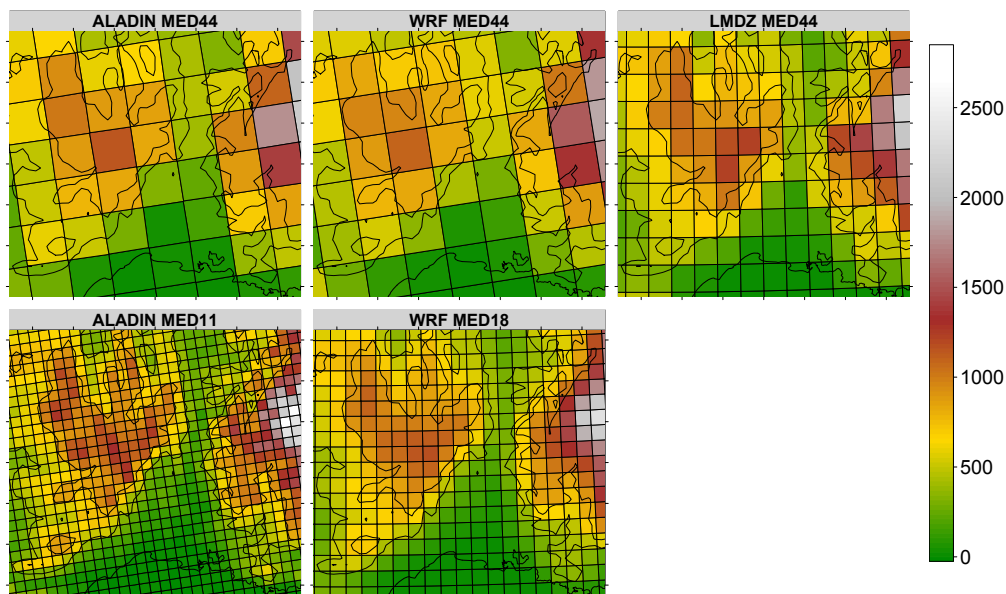 ALADIN MED44
WRF MED44
LMDZ MED44
ALADIN MED11
WRF MED18
2500
2000
1500
1000
500
0